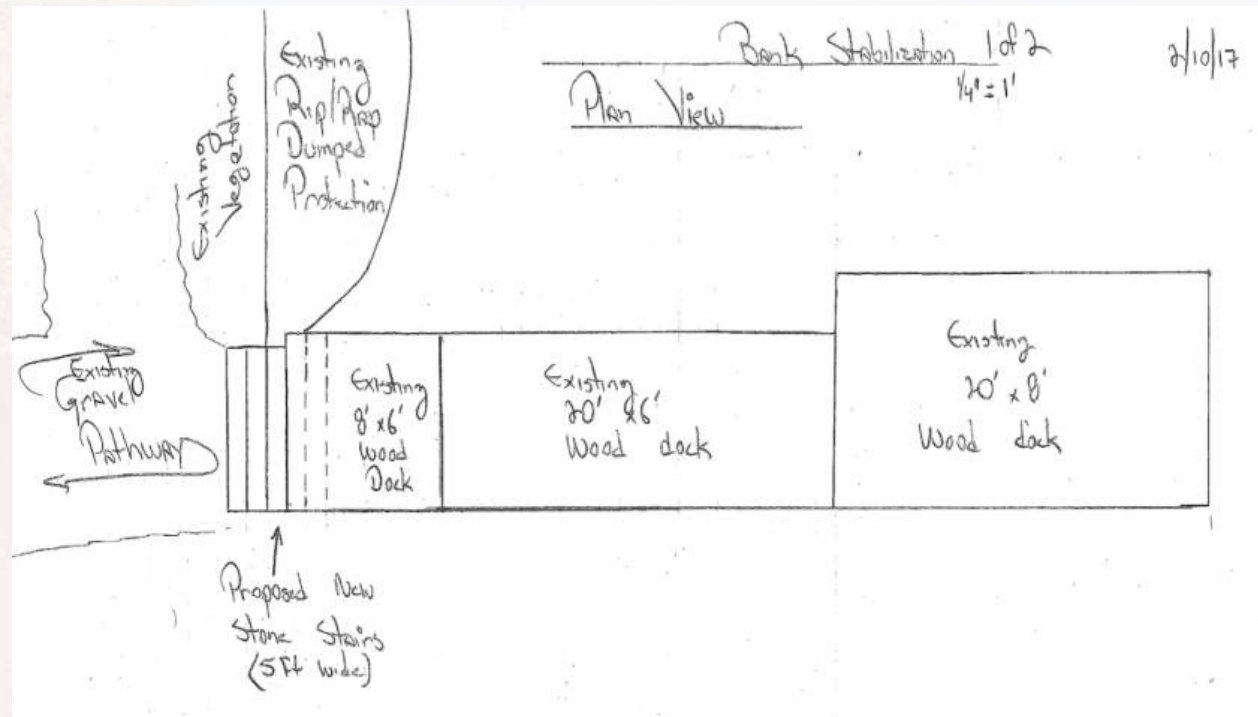 Bank Stabilization 1 of 2
1/4" = 1'
2/10/17
Plan View
Existing
Rip/Rap
Dumped
Protection
Existing
Vegetation
Existing
Gravel
Pathway
Existing
8' x 6'
Wood
Dock
Existing
20' x 6'
Wood dock
Existing
20' x 8'
Wood dock
Proposed New
Stone Stairs
(5 Ft wide)